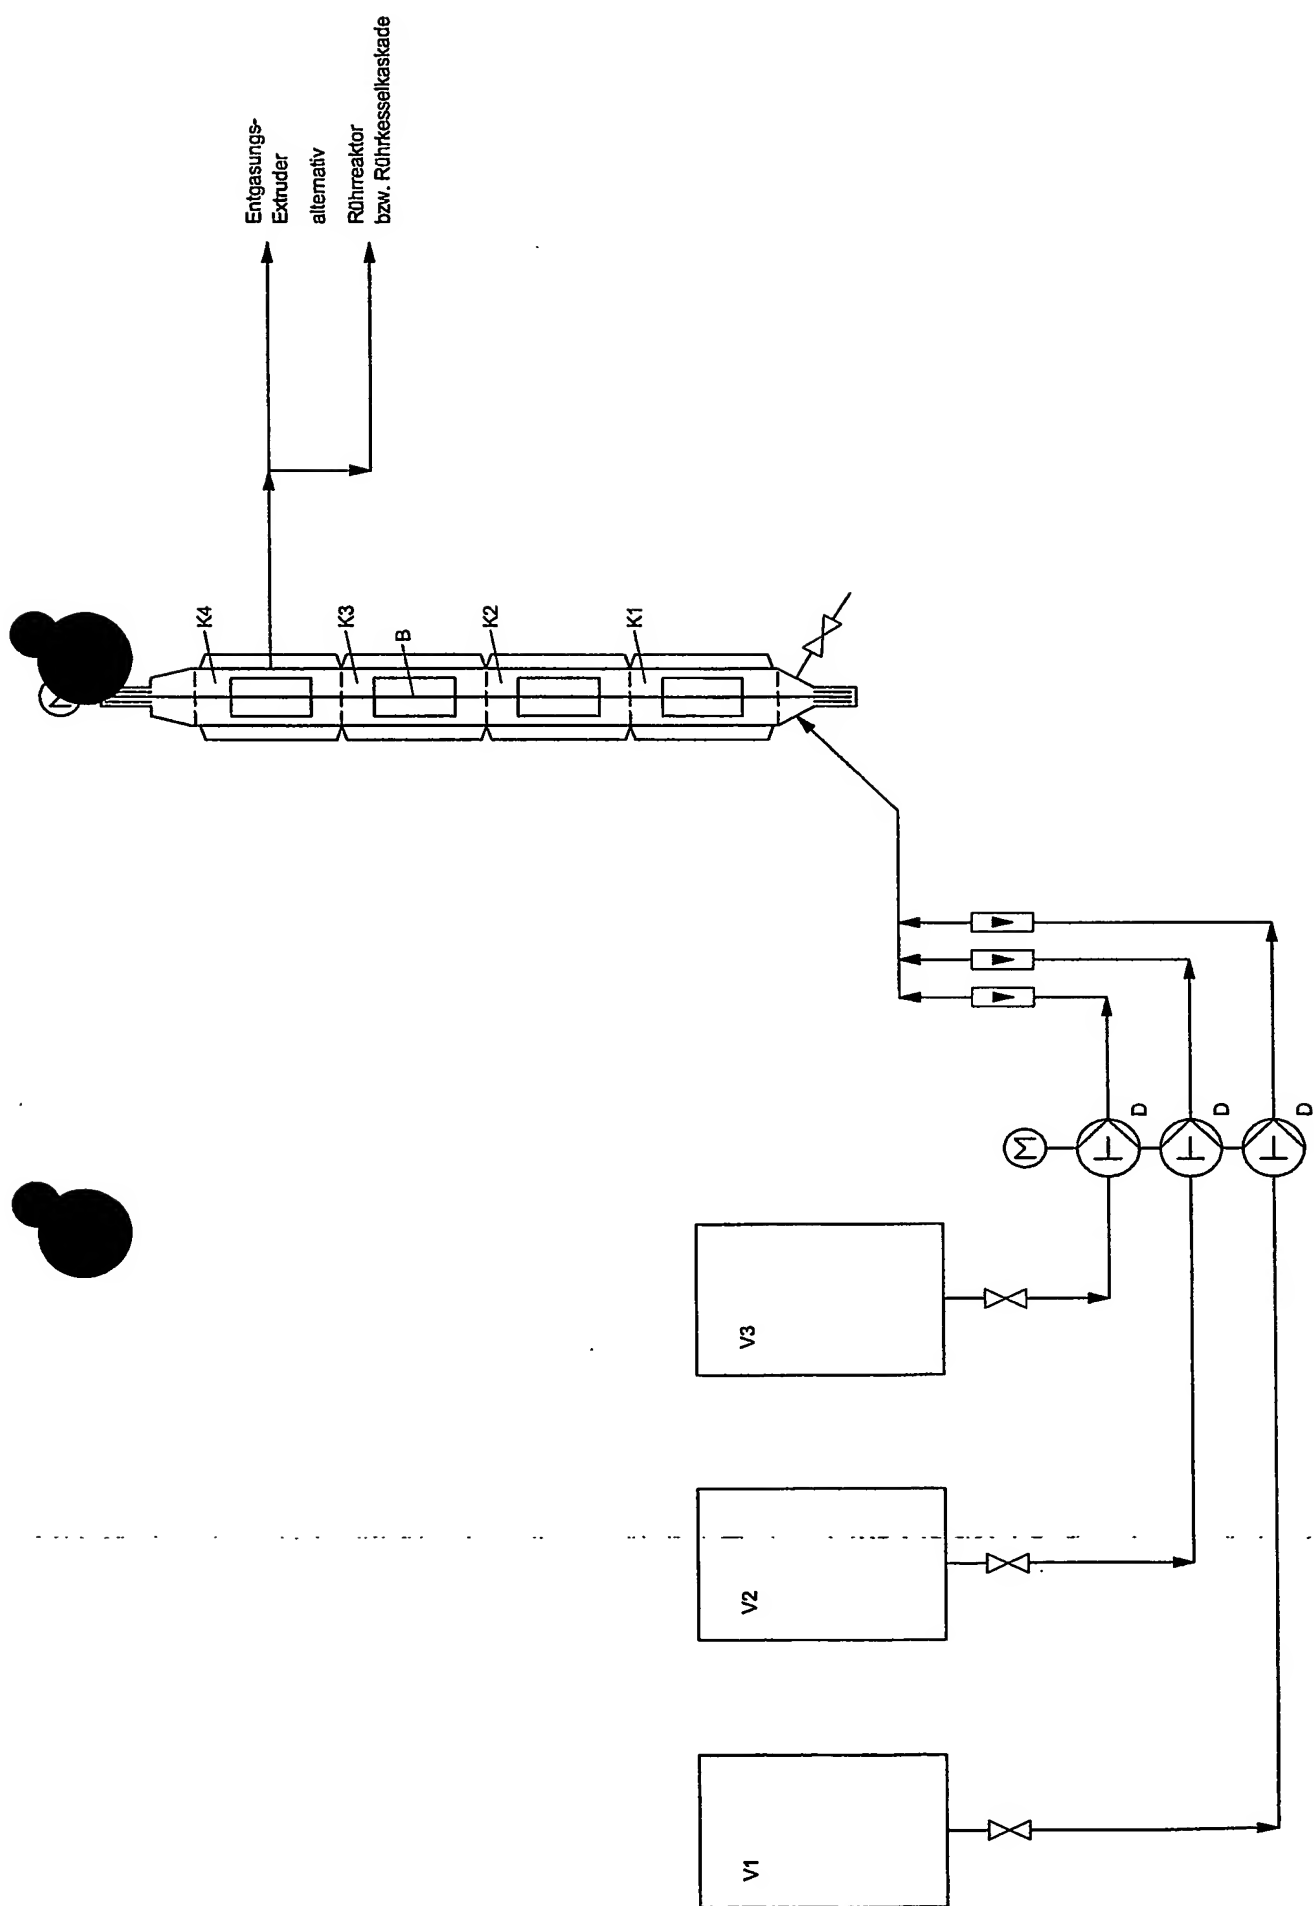 Entgasungs-
Extruder
alternativ
Rührreaktor
bzw. Rührkesselkaskade
K4
K3
B
K2
K1
M
D
D
D
V3
V2
V1